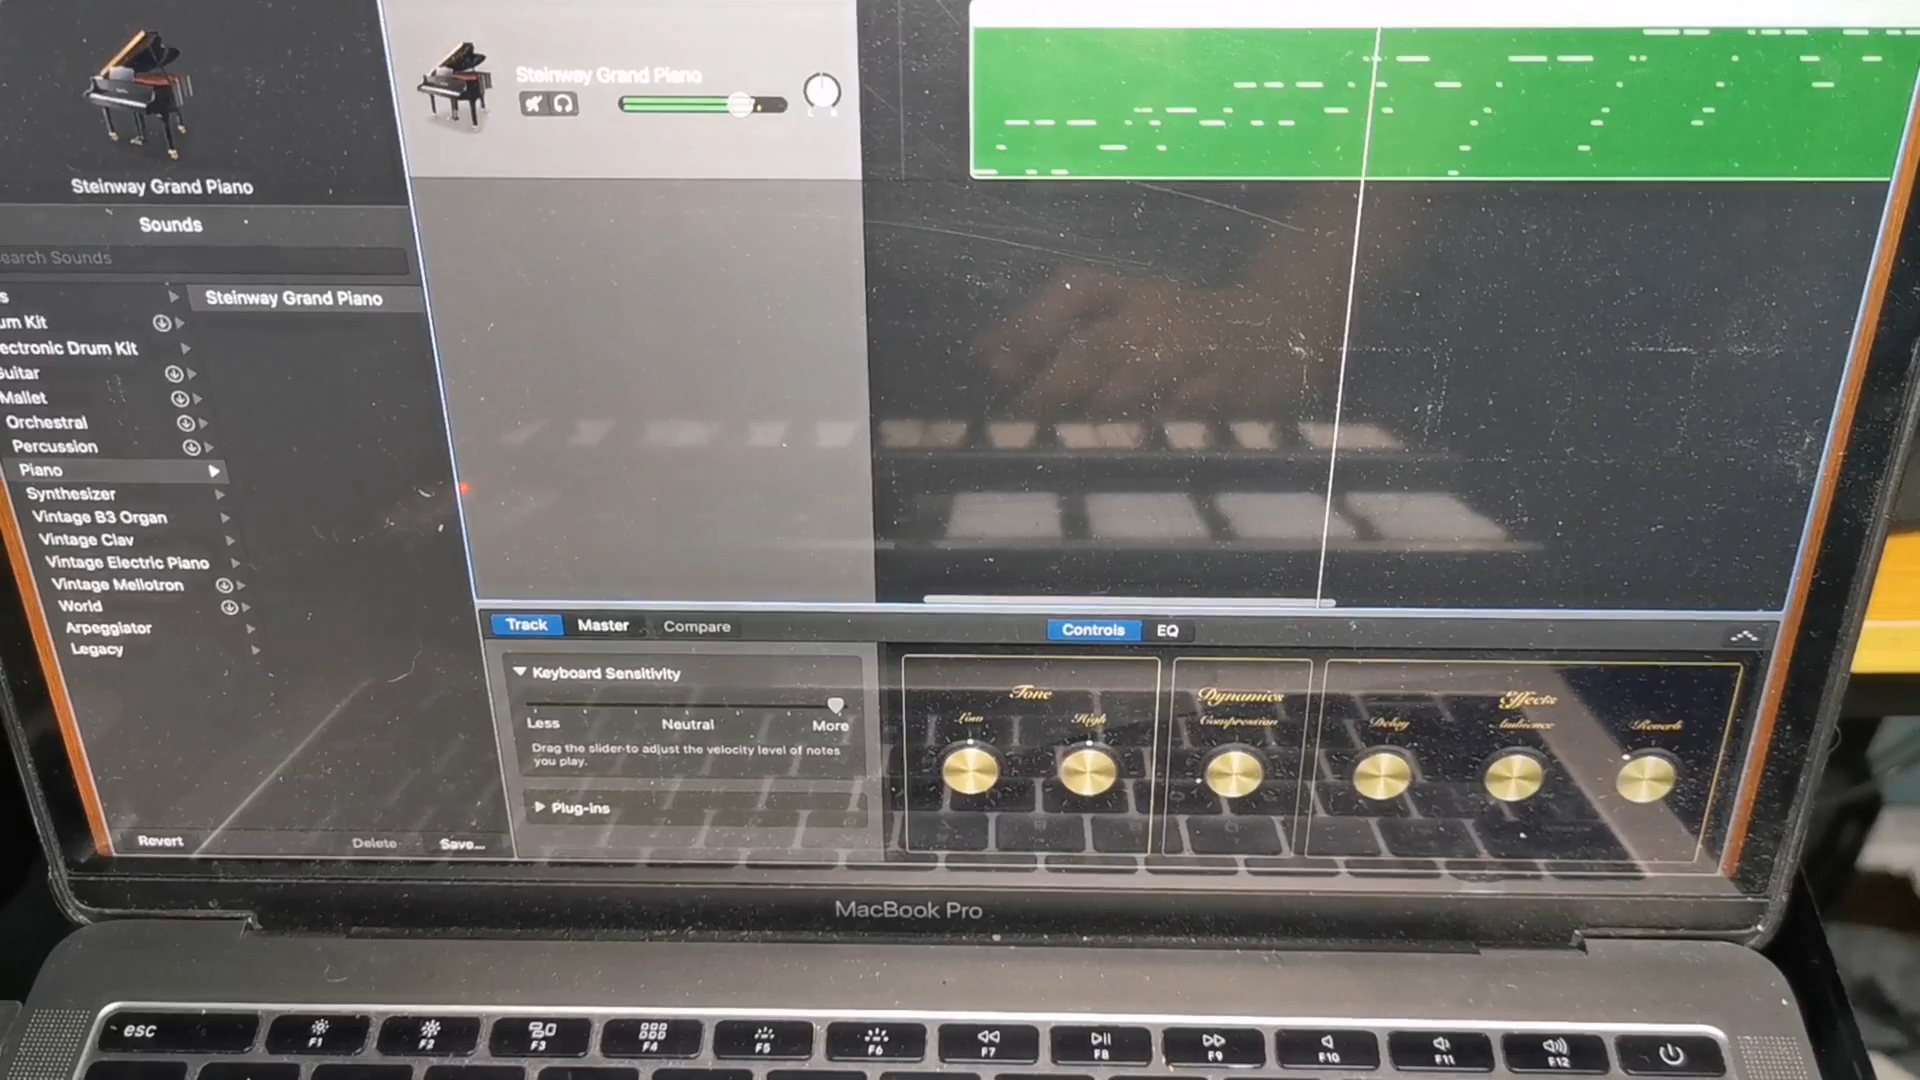 Steinway Grand Piano
Steinway Grand Piano
Sounds
earch Sounds
s
Steinway Grand Piano
um Kit
ectronic Drum Kit
Guitar
Mallet
Orchestral
Percussion
Piano
Synthesizer
Vintage B3 Organ
Vintage Clav
Vintage Electric Piano
Vintage Mellotron
World
Arpeggiator
Legacy
Revert
Delete
Save...
Track
Master
Compare
Controls
EQ
Keyboard Sensitivity
Less
Neutral
More
Drag the slider to adjust the velocity level of notes
you play.
Plug-ins
Tone
Low
High
Dynamics
Compression
Effects
Delay
Ambience
Reverb
MacBook Pro
esc
F1
F2
F3
F4
F5
F6
F7
F8
F9
F10
F11
F12